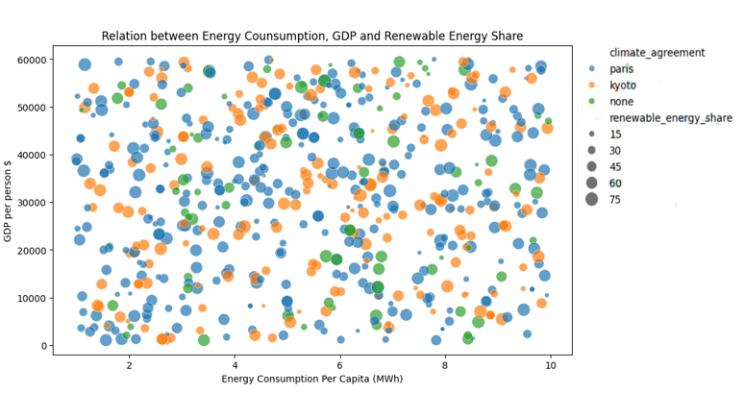 Relation between Energy Counsumption, GDP and Renewable Energy Share
climate_agreement
paris
kyoto
none
renewable_energy_share
15
30
45
60
75
GDP per person $
60000
50000
40000
30000
20000
10000
0
2 4 6 8 10
Energy Consumption Per Capita (MWh)